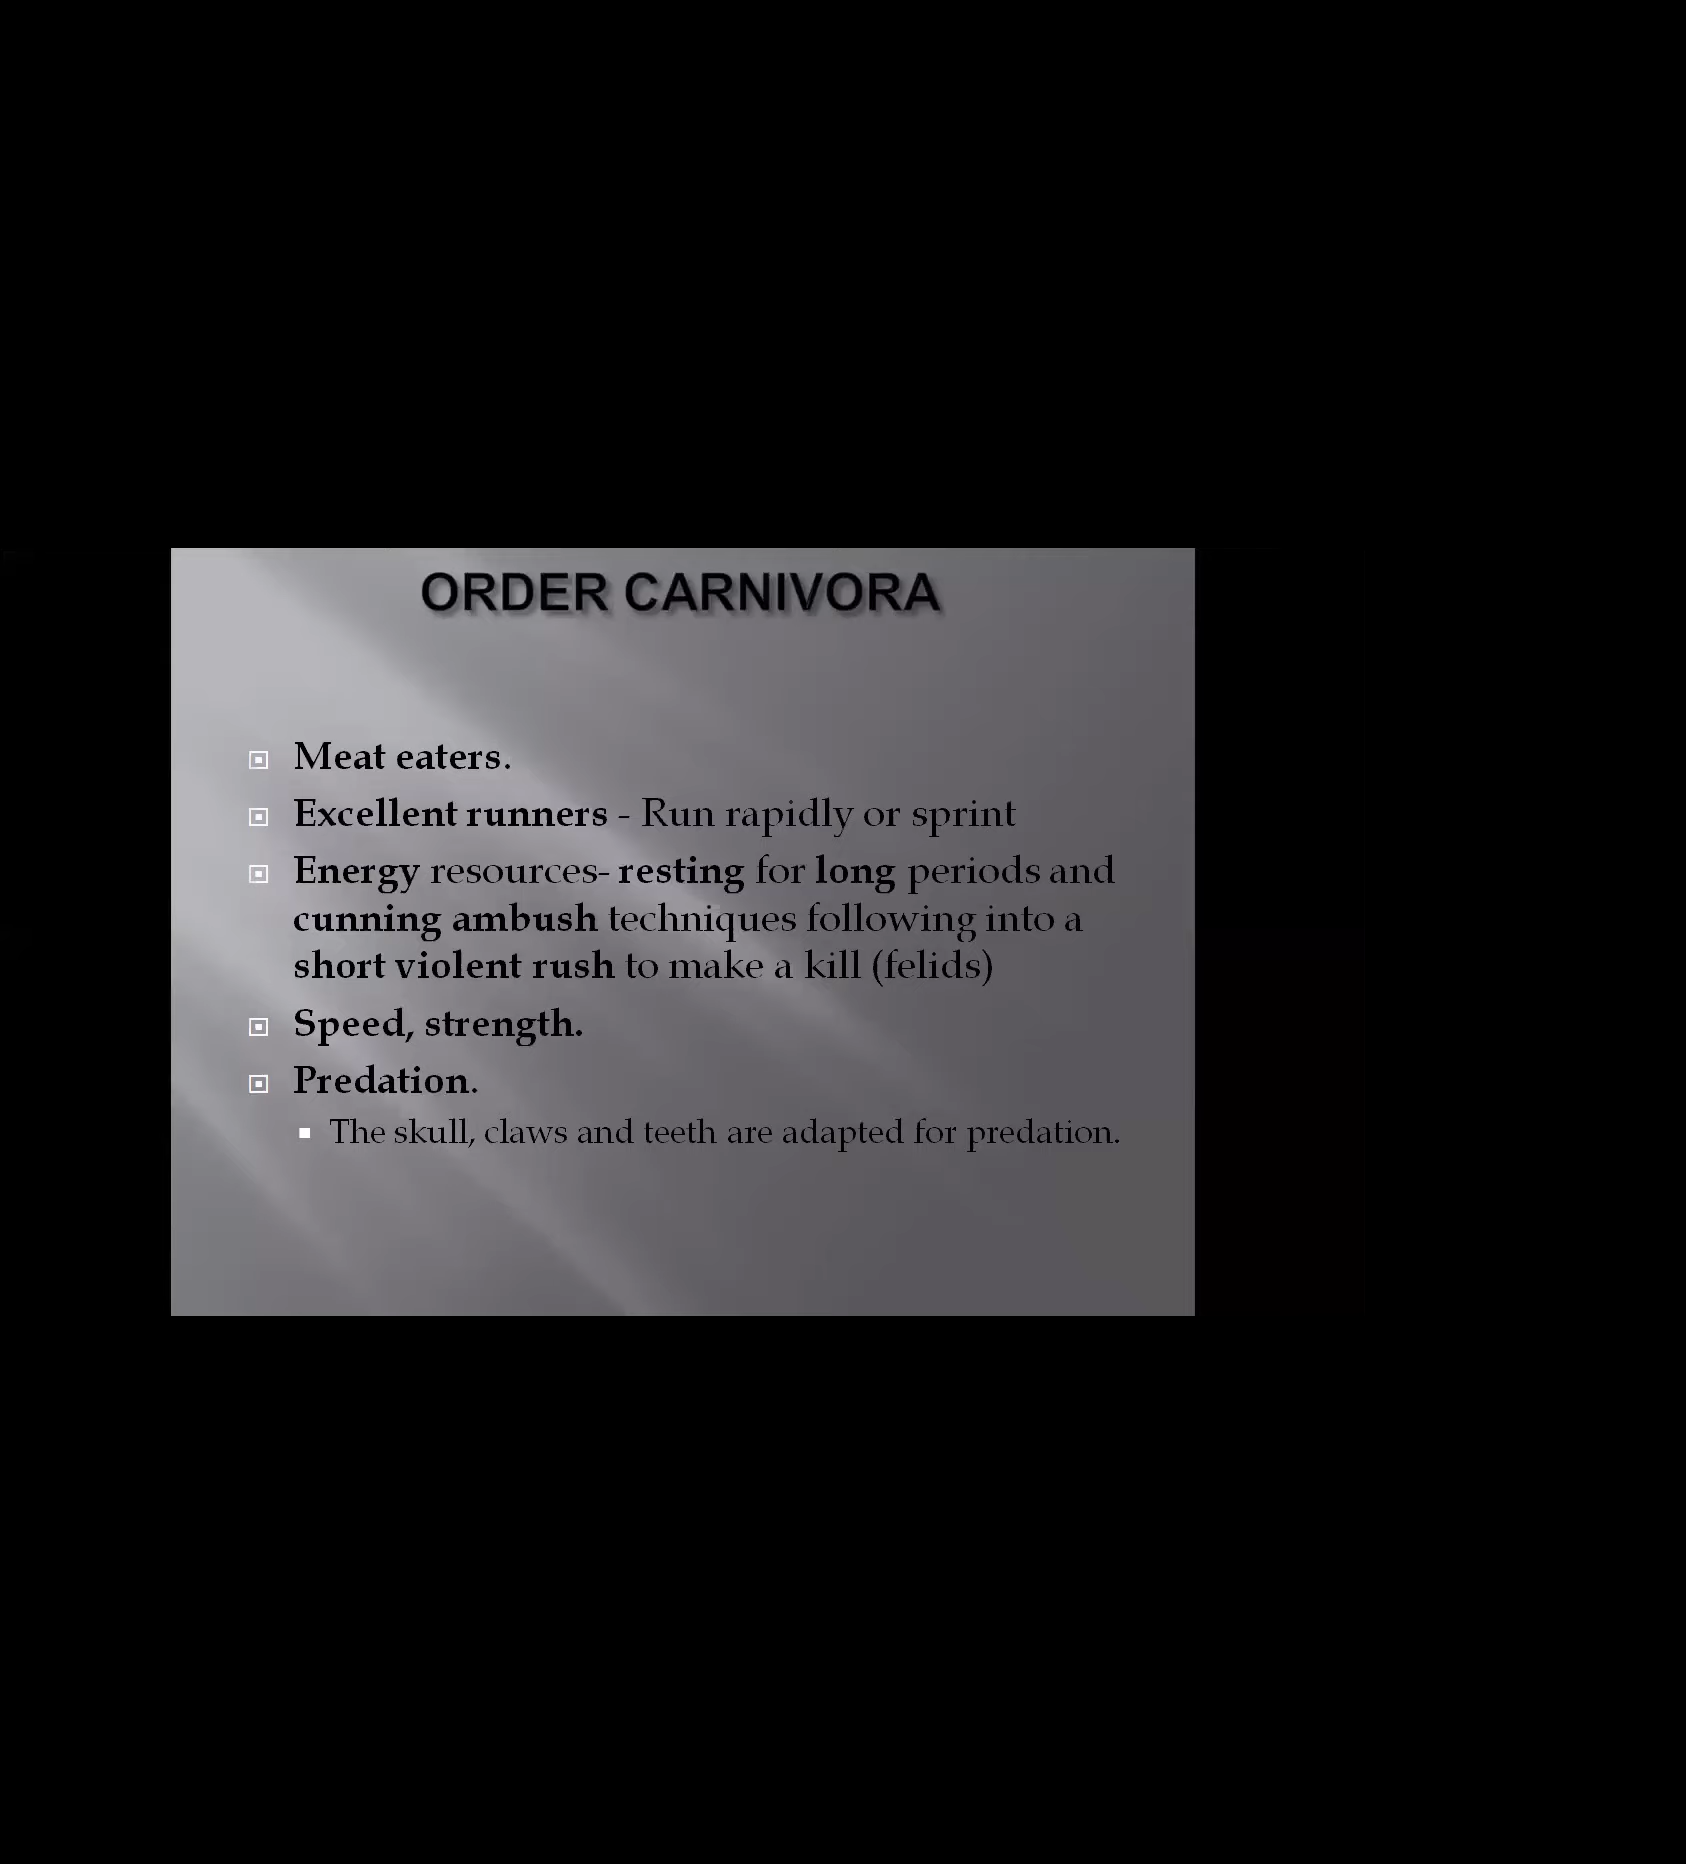 ORDER CARNIVORA
Meat eaters.
Excellent runners - Run rapidly or sprint
Energy resources- resting for long periods and
cunning ambush techniques following into a
short violent rush to make a kill (felids)
Speed, strength.
Predation.
The skull, claws and teeth are adapted for predation.